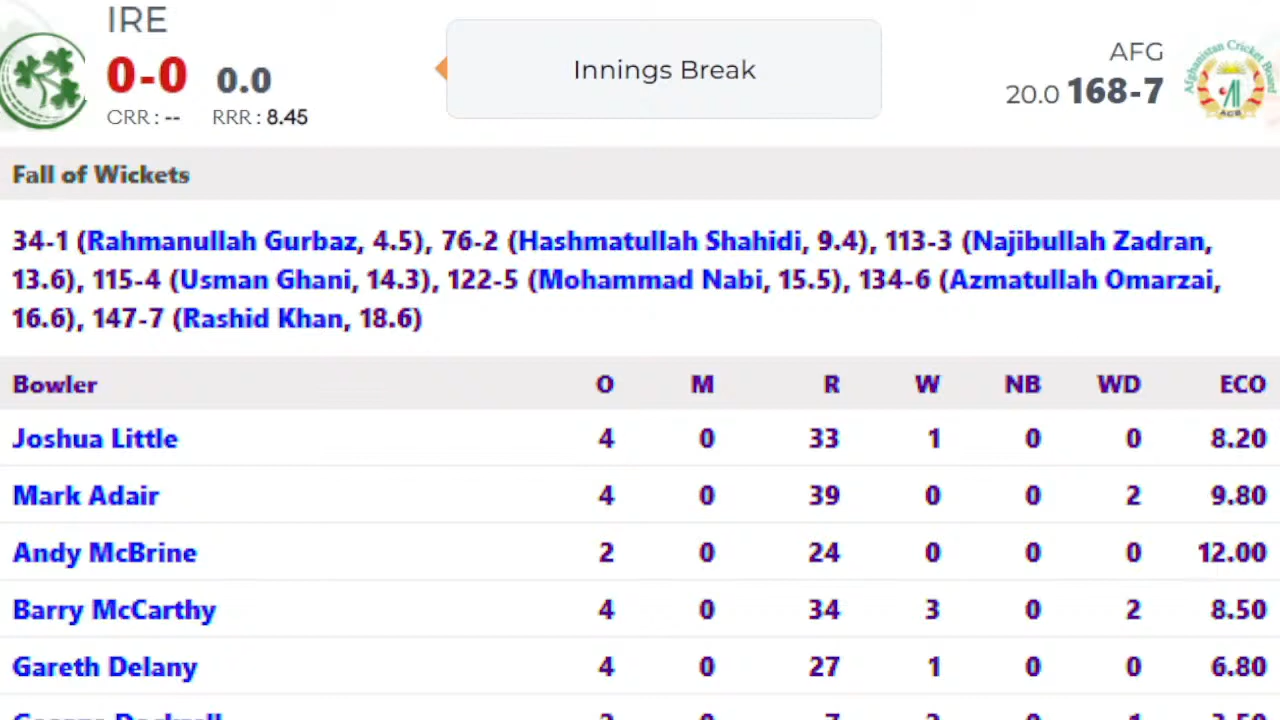 IRE
0-0 0.0
CRR : -- RRR : 8.45
Innings Break
AFG
20.0 168-7
Afghanistan Cricket Board
ACB
Fall of Wickets
34-1 (Rahmanullah Gurbaz, 4.5), 76-2 (Hashmatullah Shahidi, 9.4), 113-3 (Najibullah Zadran,
13.6), 115-4 (Usman Ghani, 14.3), 122-5 (Mohammad Nabi, 15.5), 134-6 (Azmatullah Omarzai,
16.6), 147-7 (Rashid Khan, 18.6)
Bowler O M R W NB WD ECO
Joshua Little 4 0 33 1 0 0 8.20
Mark Adair 4 0 39 0 0 2 9.80
Andy McBrine 2 0 24 0 0 0 12.00
Barry McCarthy 4 0 34 3 0 2 8.50
Gareth Delany 4 0 27 1 0 0 6.80